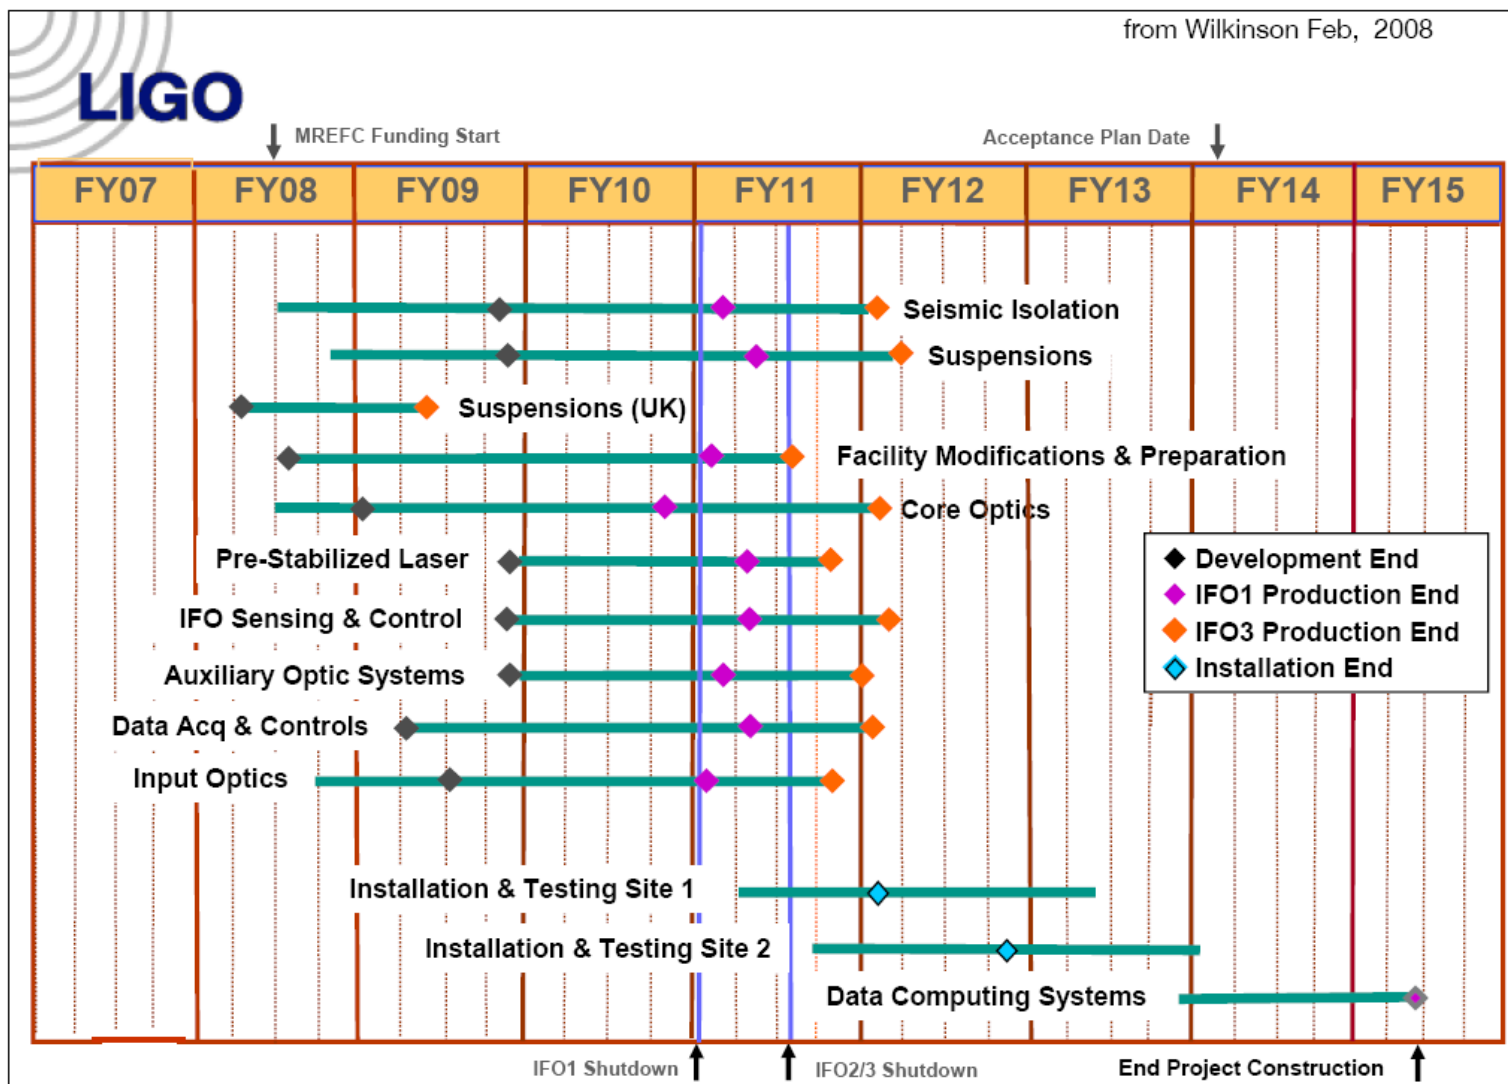 from Wilkinson Feb, 2008
LIGO
MREFC Funding Start
Acceptance Plan Date
FY07 FY08 FY09 FY10 FY11 FY12 FY13 FY14 FY15
Seismic Isolation
Suspensions
Suspensions (UK)
Facility Modifications & Preparation
Core Optics
Pre-Stabilized Laser
Development End
IFO1 Production End
IFO Sensing & Control
IFO3 Production End
Installation End
Auxiliary Optic Systems
Data Acq & Controls
Input Optics
Installation & Testing Site 1
Installation & Testing Site 2
Data Computing Systems
IFO1 Shutdown
IFO2/3 Shutdown
End Project Construction